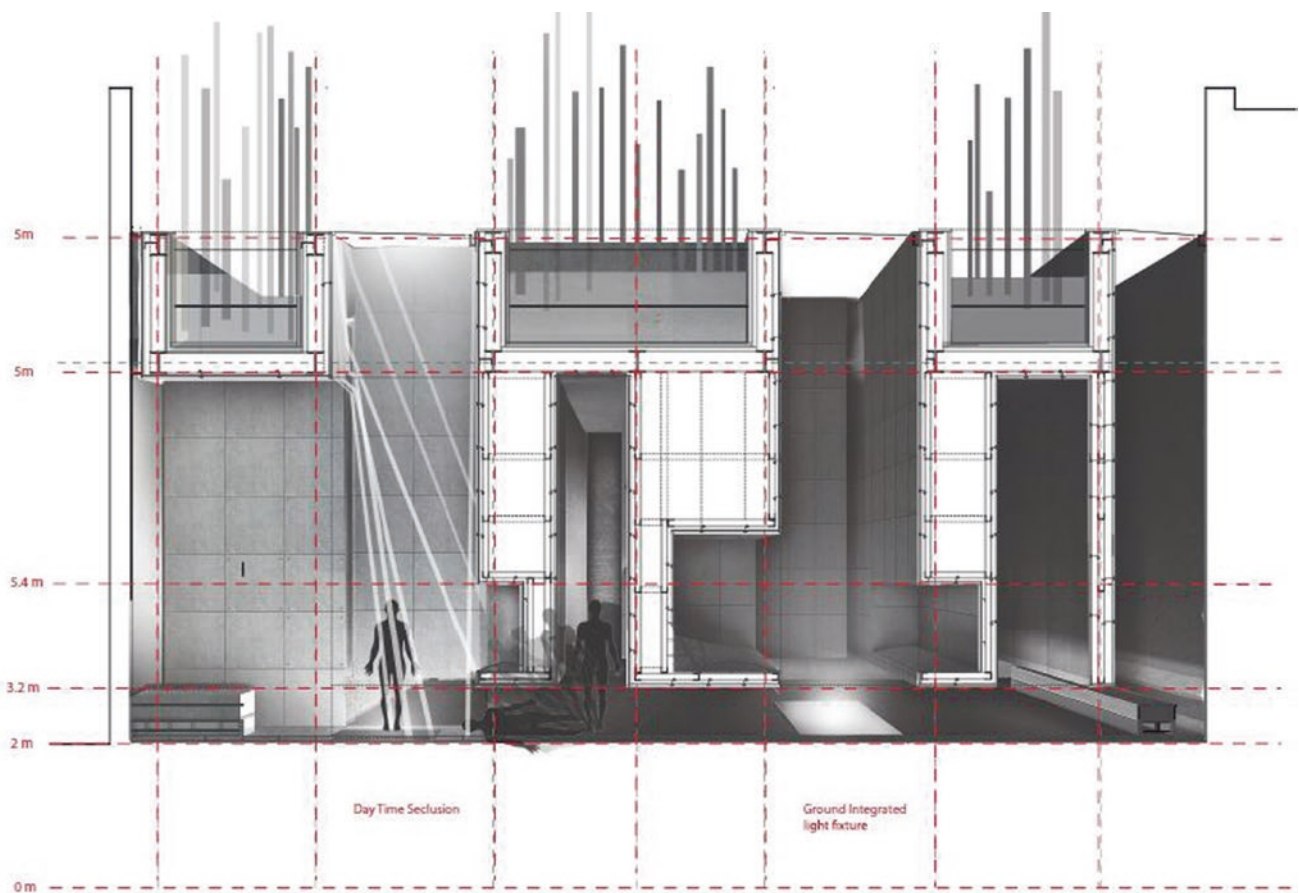 5m
5m
5.4 m
3.2 m
2 m
Day Time Seclusion
Ground Integrated
light fixture
0 m